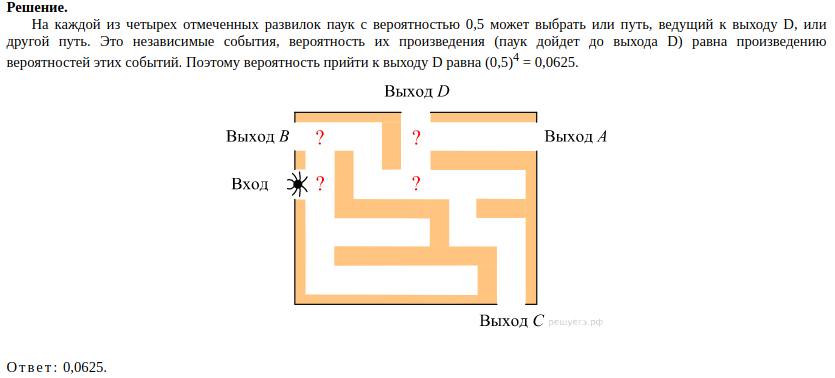 Решение.
На каждой из четырех отмеченных развилок паук с вероятностью 0,5 может выбрать или путь, ведущий к выходу D, или
другой путь. Это независимые события, вероятность их произведения (паук дойдет до выхода D) равна произведению
вероятностей этих событий. Поэтому вероятность прийти к выходу D равна (0,5)⁴ = 0,0625.
Выход D
Выход B ? ? Выход A
Вход ? ?
Выход C решуегэ.рф
Ответ: 0,0625.